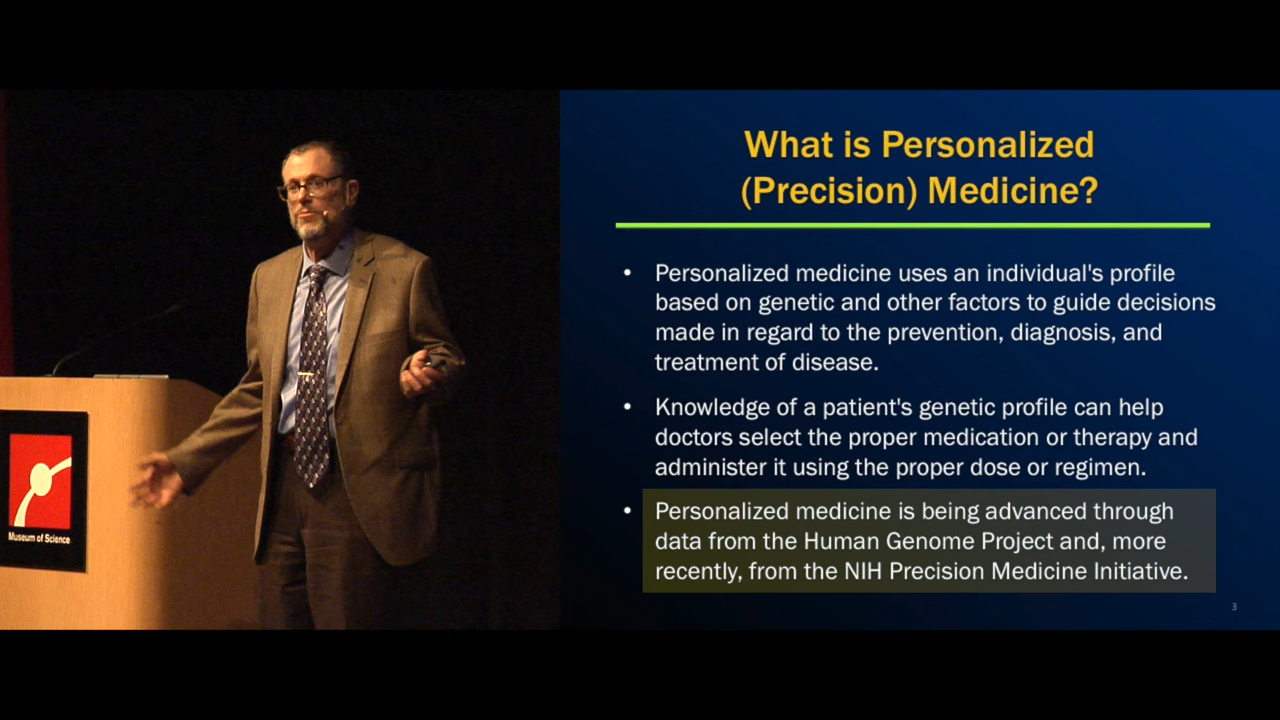 Museum of Science
What is Personalized
(Precision) Medicine?
• Personalized medicine uses an individual's profile
based on genetic and other factors to guide decisions
made in regard to the prevention, diagnosis, and
treatment of disease.
• Knowledge of a patient's genetic profile can help
doctors select the proper medication or therapy and
administer it using the proper dose or regimen.
• Personalized medicine is being advanced through
data from the Human Genome Project and, more
recently, from the NIH Precision Medicine Initiative.
3